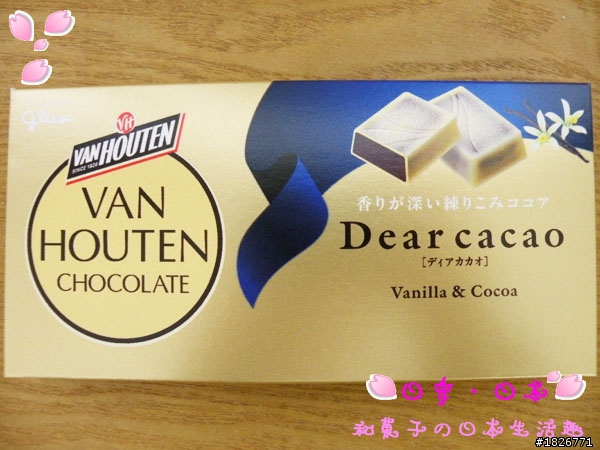 Glico
VH
VAN HOUTEN
SINCE 1828
VAN
HOUTEN
CHOCOLATE
香りが深い練りこみココア
Dear cacao
[ディアカカオ]
Vanilla & Cocoa
日本
和菓子の日本生活趣
#1826771